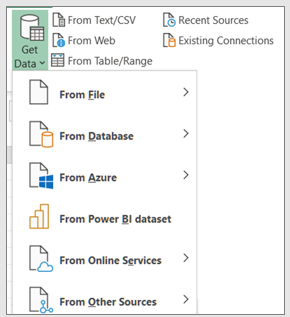 Get Data
From Text/CSV
From Web
From Table/Range
Recent Sources
Existing Connections
From File
From Database
From Azure
From Power BI dataset
From Online Services
From Other Sources